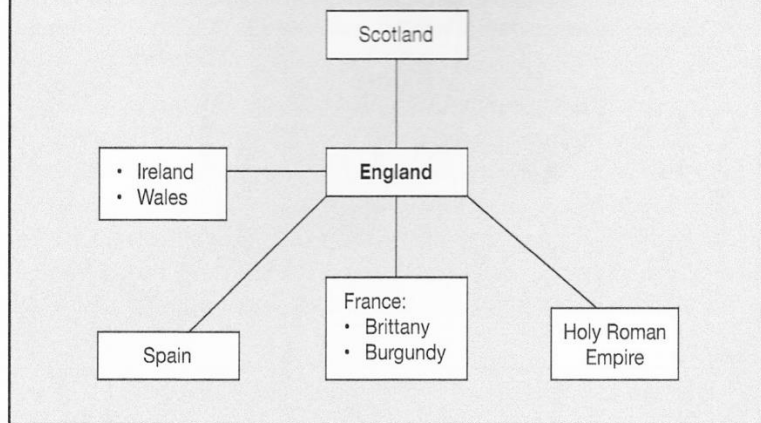 Scotland
• Ireland
• Wales
England
France:
• Brittany
• Burgundy
Spain
Holy Roman
Empire